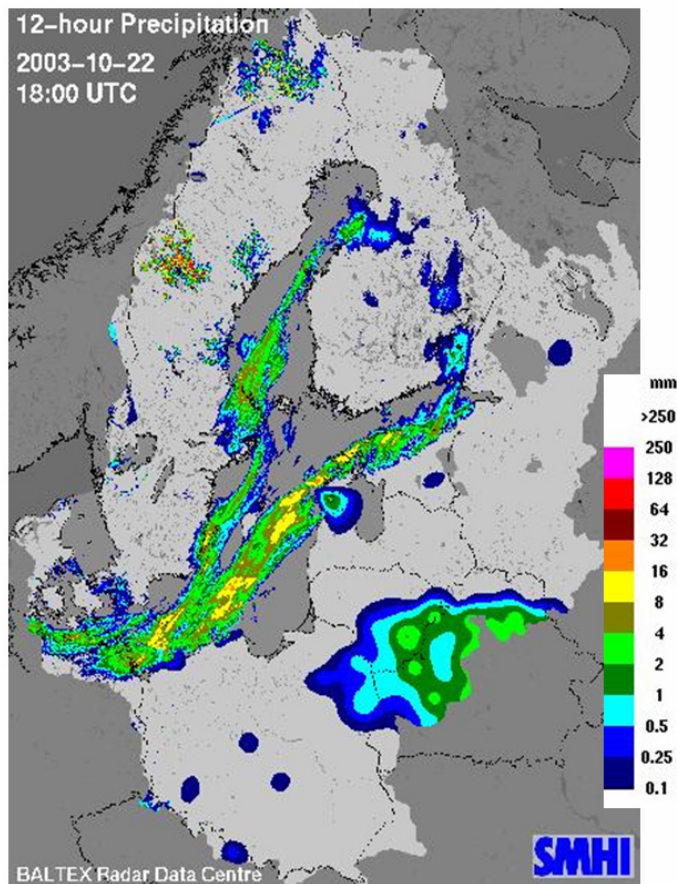 12-hour Precipitation
2003-10-22
18:00 UTC
mm
>250
250
128
64
32
16
8
4
2
1
0.5
0.25
0.1
SMHI
BALTEX Radar Data Centre